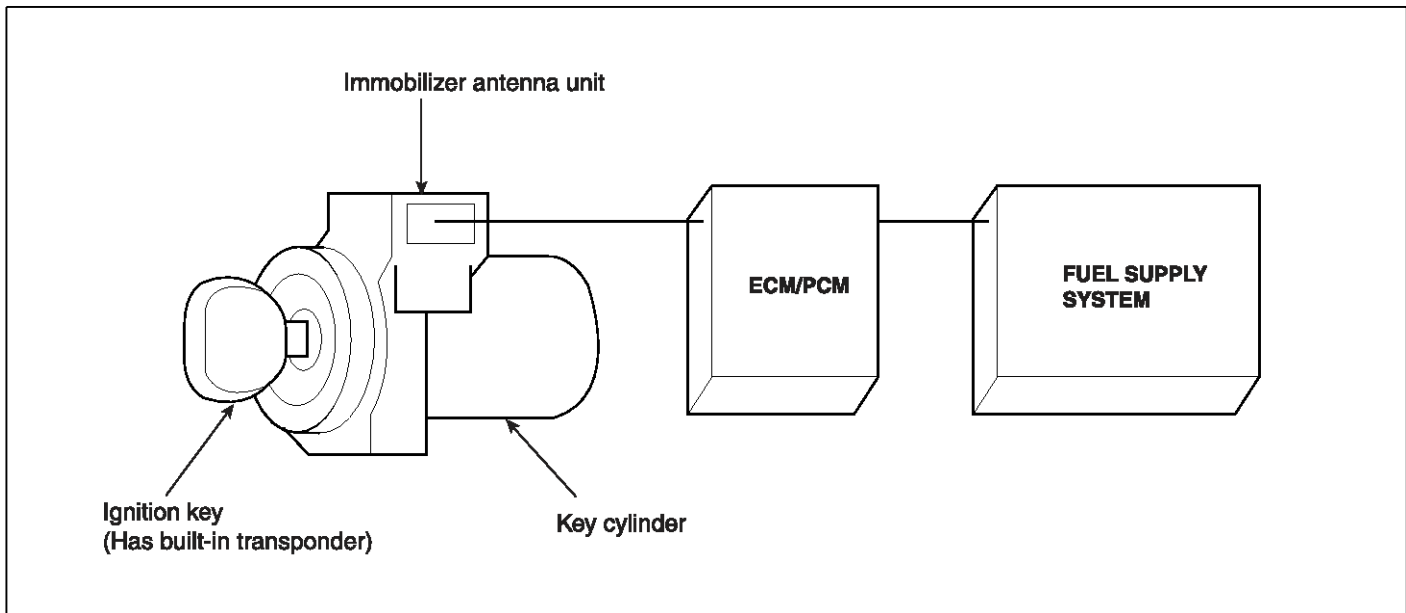 Immobilizer antenna unit
ECM/PCM
FUEL SUPPLY
SYSTEM
Ignition key
(Has built-in transponder)
Key cylinder